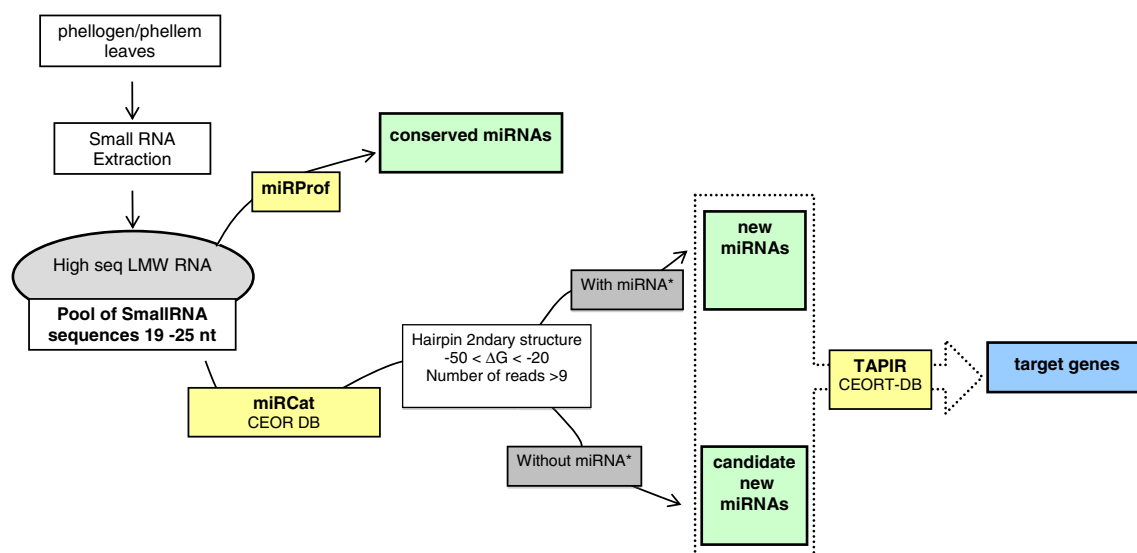 phellogen/phellem
leaves
Small RNA
Extraction
conserved miRNAs
miRProf
High seq LMW RNA
Pool of SmallRNA
sequences 19 -25 nt
miRCat
CEOR DB
Hairpin 2ndary structure
-50 < ΔG < -20
Number of reads >9
With miRNA*
Without miRNA*
new
miRNAs
candidate
new
miRNAs
TAPIR
CEORT-DB
target genes